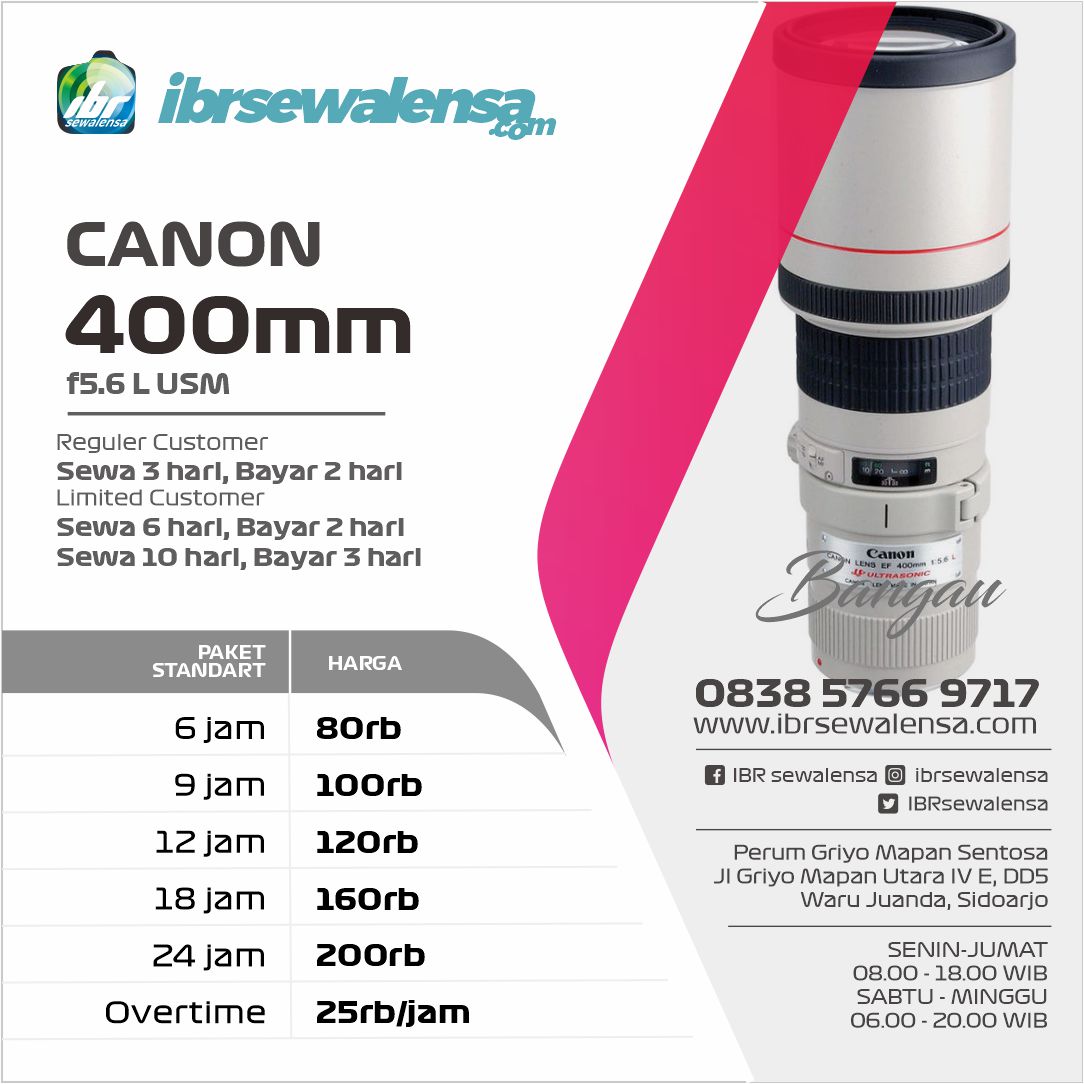 ibr
sewalensa
ibrsewalensa
.com
CANON
400mm
f5.6 L USM
Reguler Customer
Sewa 3 hari, Bayar 2 hari
Limited Customer
Sewa 6 hari, Bayar 2 hari
Sewa 10 hari, Bayar 3 hari
PAKET
STANDART
HARGA
6 jam 80rb
9 jam 100rb
12 jam 120rb
18 jam 160rb
24 jam 200rb
Overtime 25rb/jam
Canon
CANON LENS EF 400mm 1:5.6 L
ULTRASONIC
Bangau
0838 5766 9717
www.ibrsewalensa.com
IBR sewalensa ibrsewalensa
IBRsewalensa
Perum Griyo Mapan Sentosa
Jl Griyo Mapan Utara IV E, DD5
Waru Juanda, Sidoarjo
SENIN-JUMAT
08.00 - 18.00 WIB
SABTU - MINGGU
06.00 - 20.00 WIB